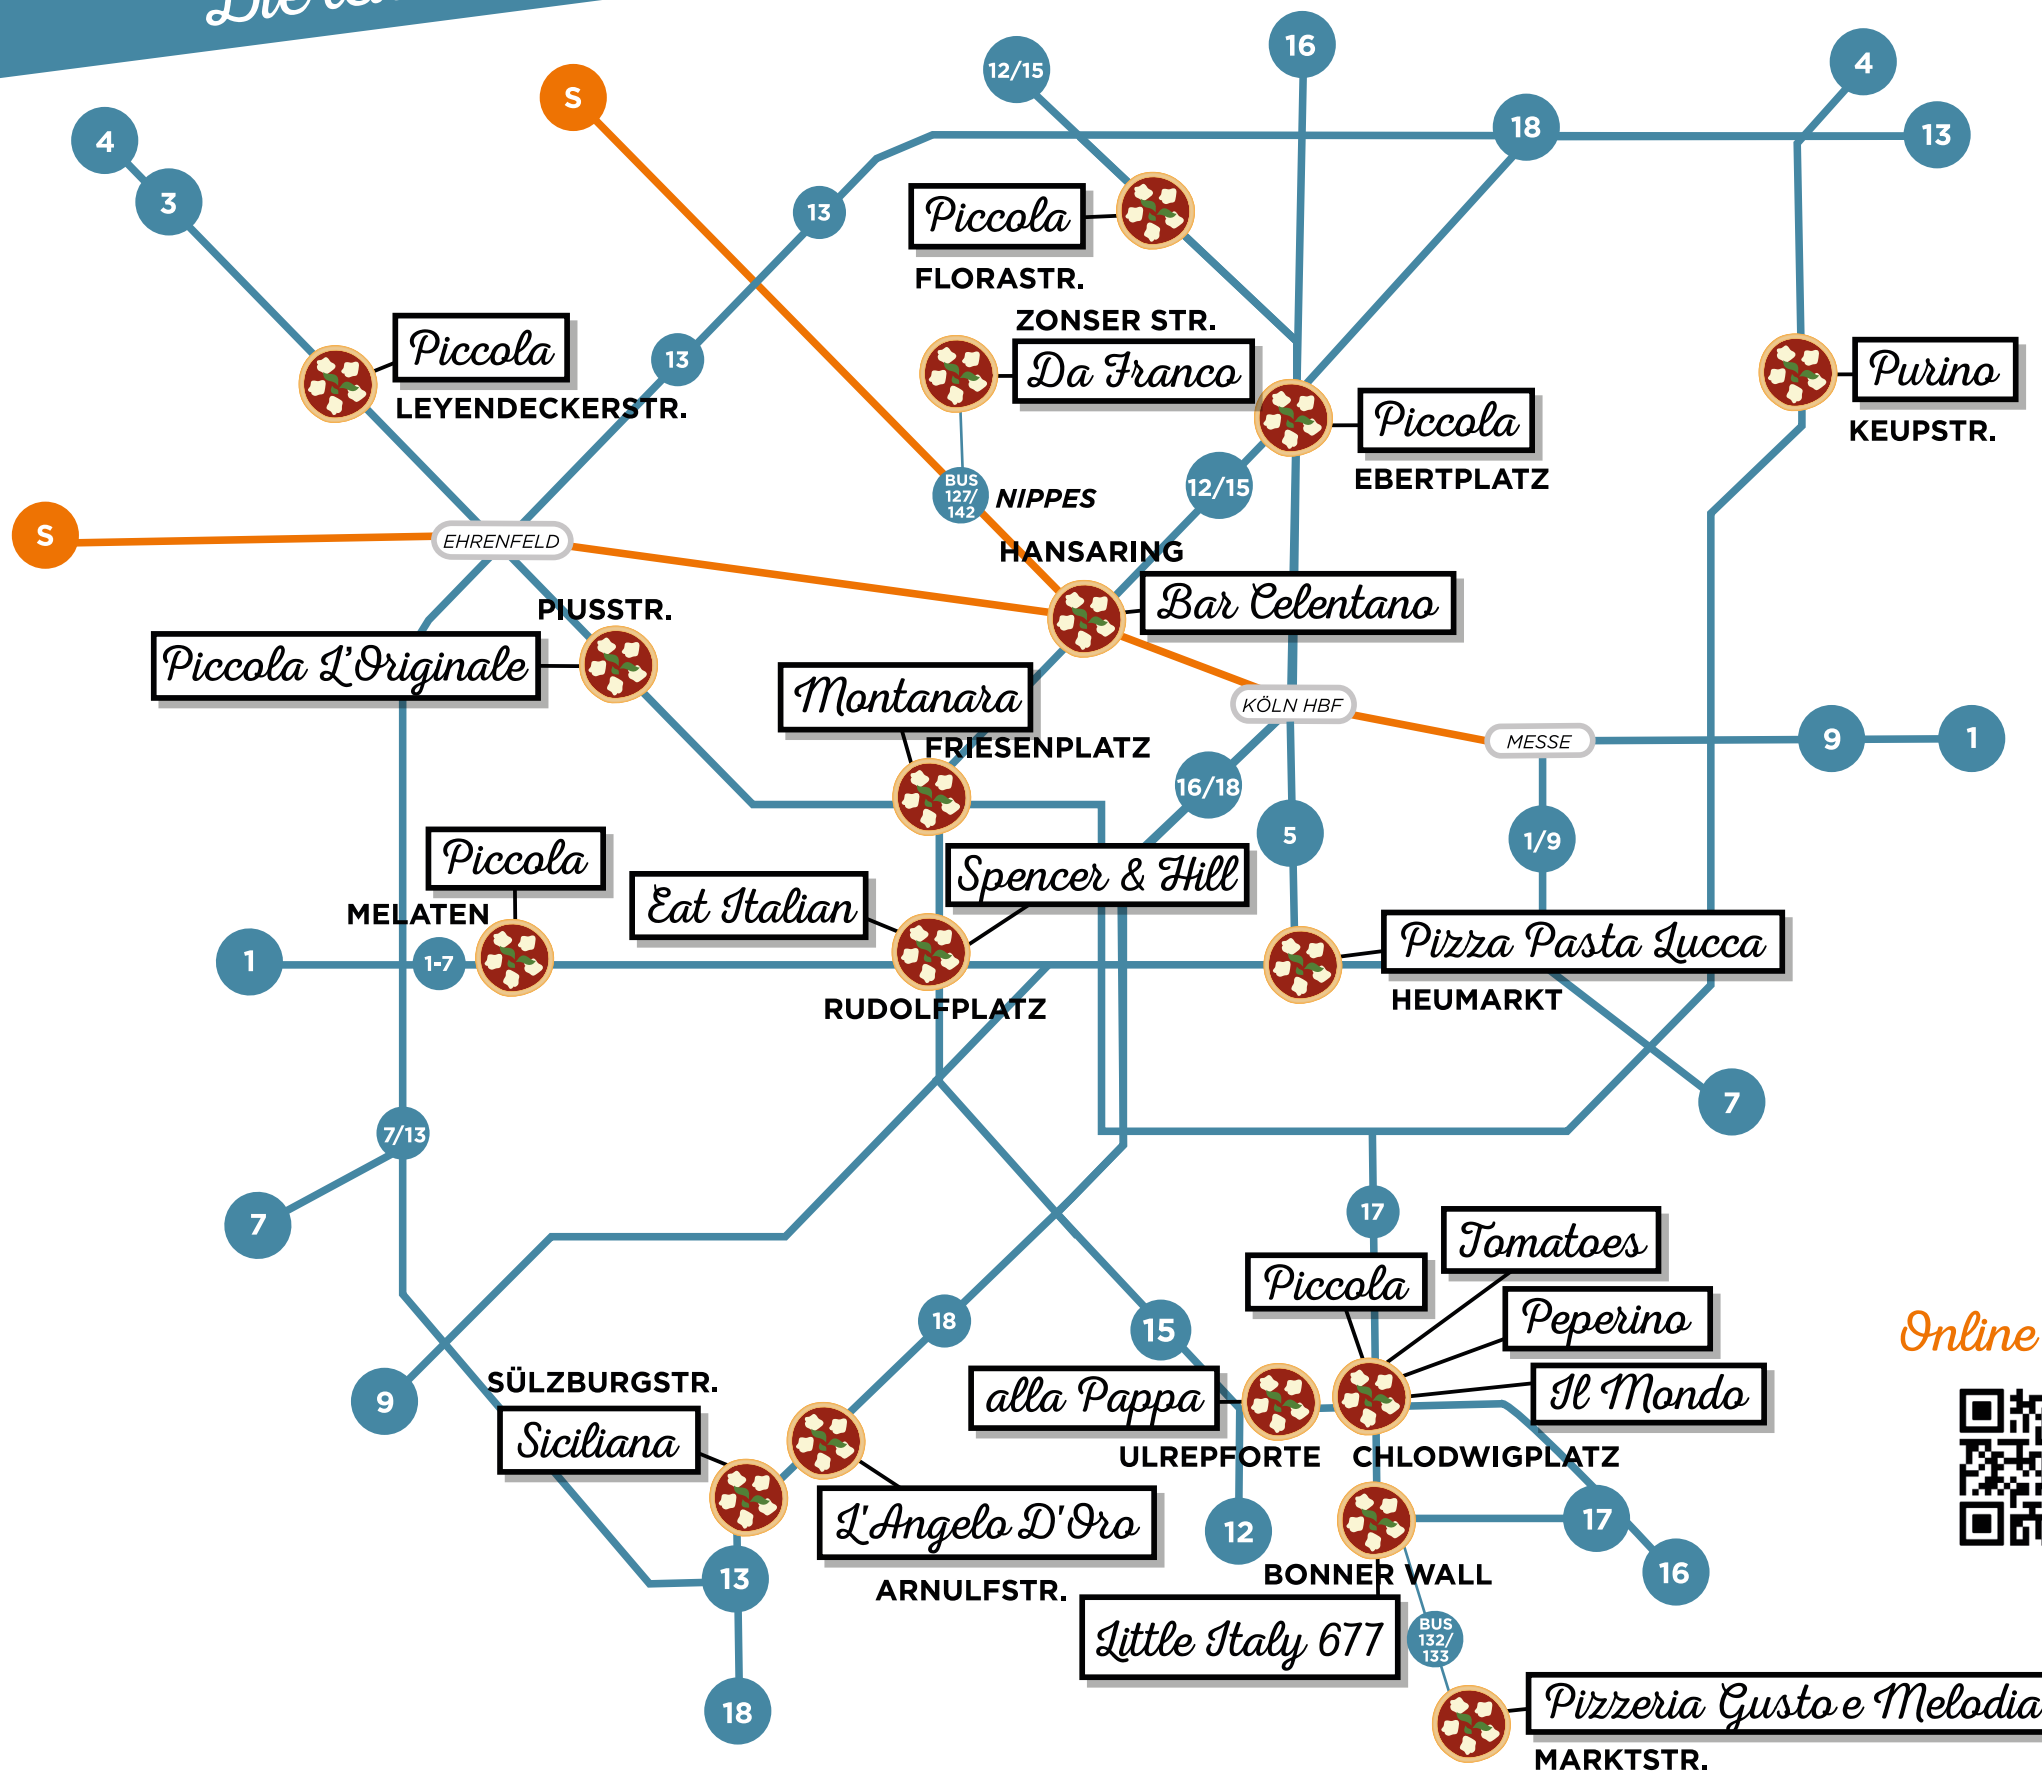 Die
16
12/15
4
S
18
13
4
3
13
Piccola
FLORASTR.
ZONSER STR.
Piccola
13
Da Franco
Purino
LEYENDECKERSTR.
Piccola
KEUPSTR.
EBERTPLATZ
12/15
BUS
127/
142
NIPPES
S
EHRENFELD
HANSARING
PIUSSTR.
Bar Celentano
Piccola L'Originale
Montanara
KÖLN HBF
FRIESENPLATZ
MESSE
9
1
16/18
5
1/9
Piccola
Spencer & Hill
MELATEN
Eat Italian
Pizza Pasta Lucca
1
1-7
RUDOLFPLATZ
HEUMARKT
7
7/13
7
17
Tomatoes
Piccola
18
15
Peperino
Online
SÜLZBURGSTR.
9
alla Pappa
Il Mondo
Siciliana
ULREPFORTE
CHLODWIGPLATZ
L'Angelo D'Oro
12
17
13
ARNULFSTR.
BONNER WALL
16
Little Italy 677
BUS
132/
133
18
Pizzeria Gusto e Melodia
MARKTSTR.